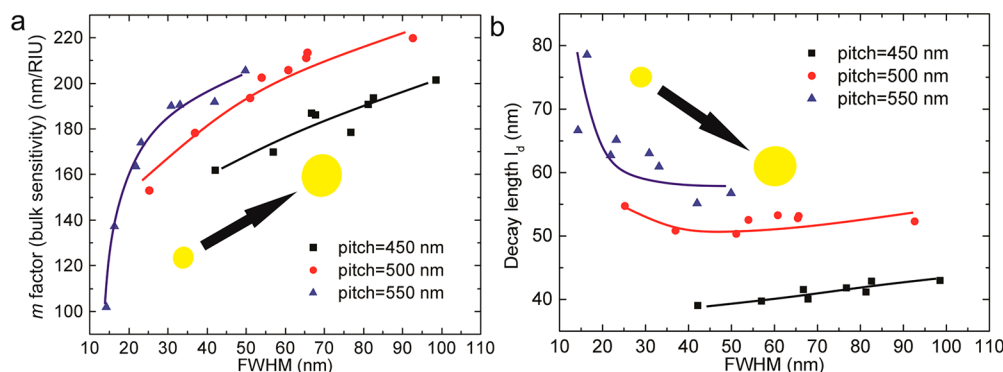 a
m factor (bulk sensitivity) (nm/RIU)
220
200
180
160
140
120
100
pitch=450 nm
pitch=500 nm
pitch=550 nm
10 20 30 40 50 60 70 80 90 100 110
FWHM (nm)
b
Decay length l_d (nm)
80
70
60
50
40
pitch=450 nm
pitch=500 nm
pitch=550 nm
10 20 30 40 50 60 70 80 90 100 110
FWHM (nm)